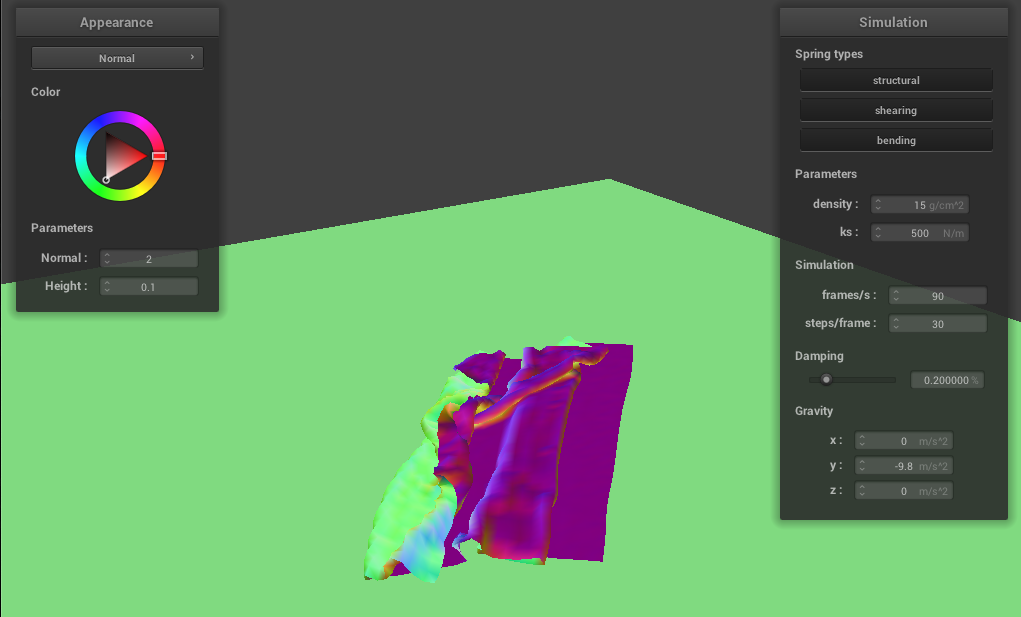 Appearance
Normal
Color
Parameters
Normal : 2
Height : 0.1
Simulation
Spring types
structural
shearing
bending
Parameters
density : 15 g/cm^2
ks : 500 N/m
Simulation
frames/s : 90
steps/frame : 30
Damping
0.200000 %
Gravity
x : 0 m/s^2
y : -9.8 m/s^2
z : 0 m/s^2